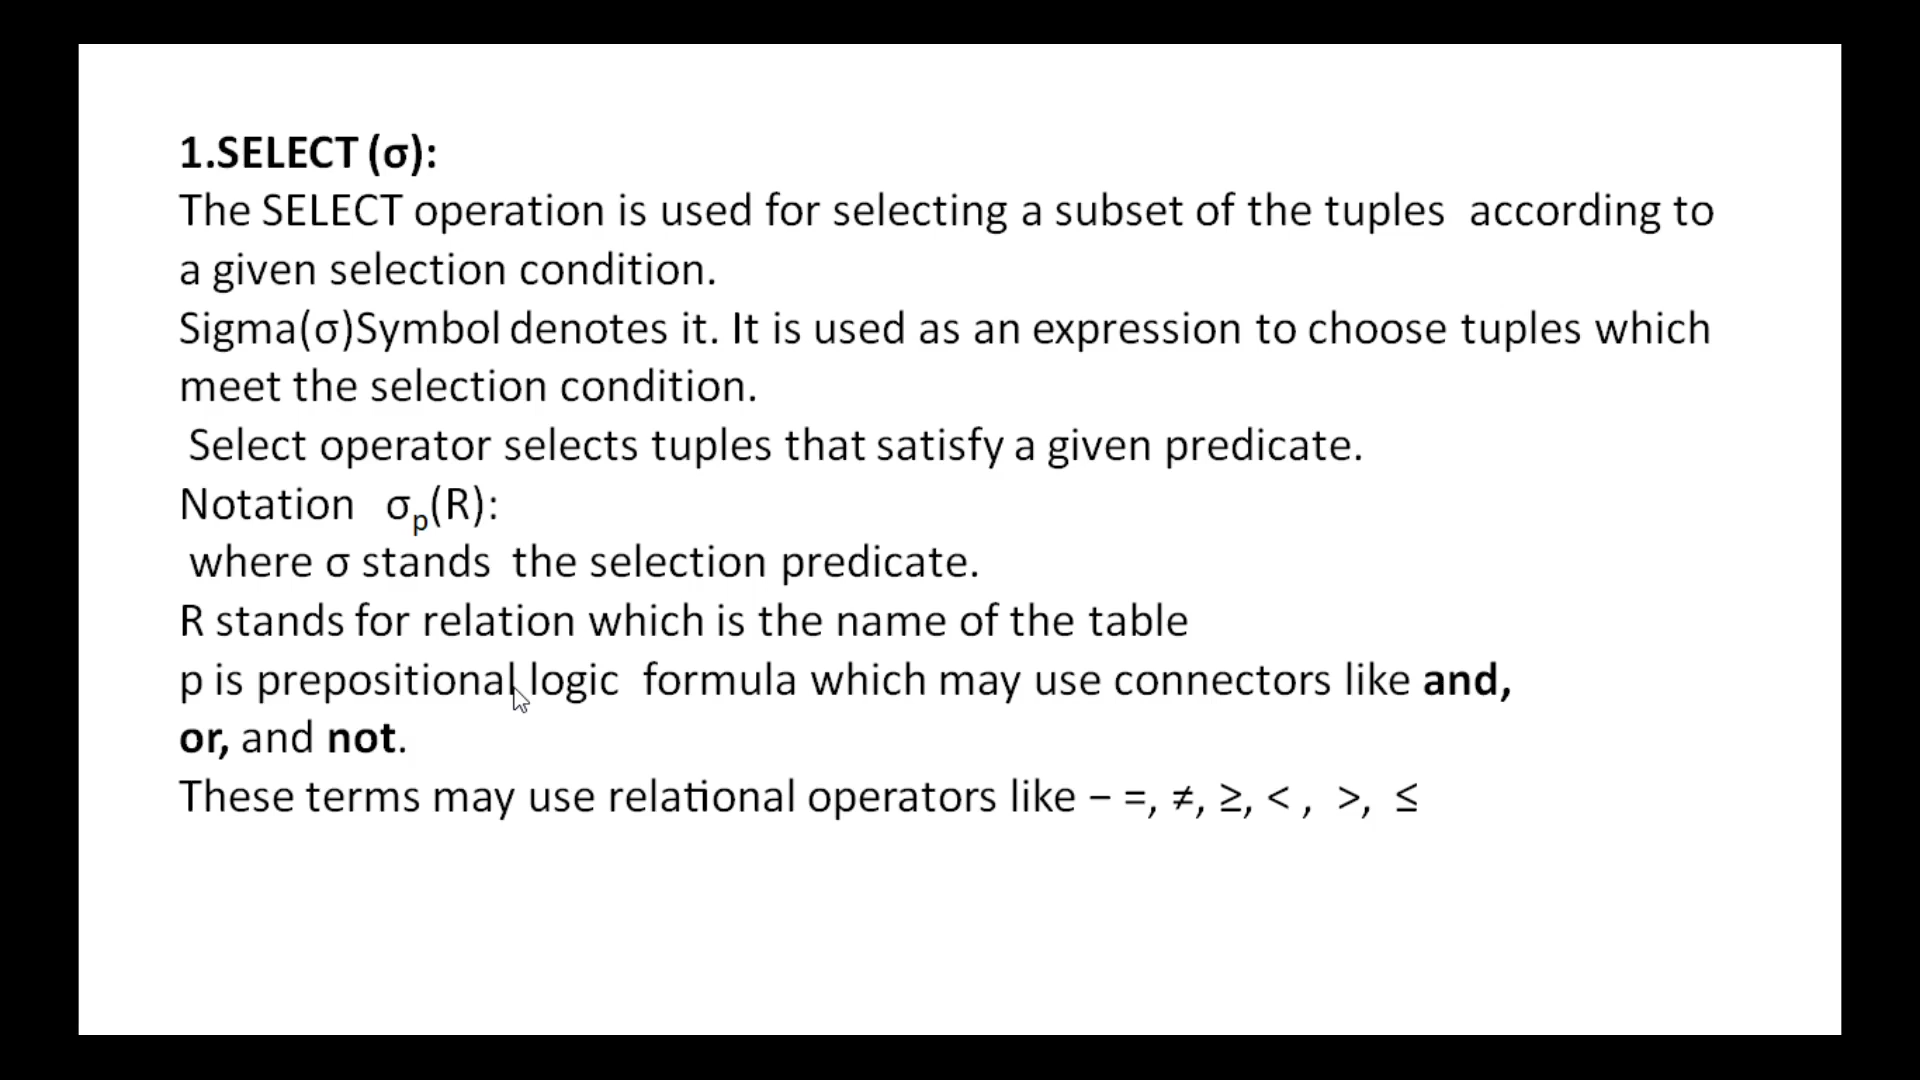 1.SELECT (σ):
The SELECT operation is used for selecting a subset of the tuples according to
a given selection condition.
Sigma(σ)Symbol denotes it. It is used as an expression to choose tuples which
meet the selection condition.
Select operator selects tuples that satisfy a given predicate.
Notation σp(R):
where σ stands the selection predicate.
R stands for relation which is the name of the table
p is prepositional logic formula which may use connectors like and,
or, and not.
These terms may use relational operators like − =, ≠, ≥, < , >, ≤